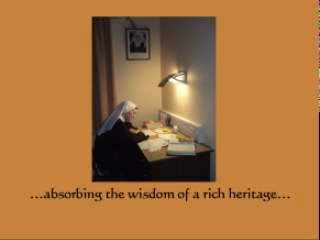 …absorbing the wisdom of a rich heritage…